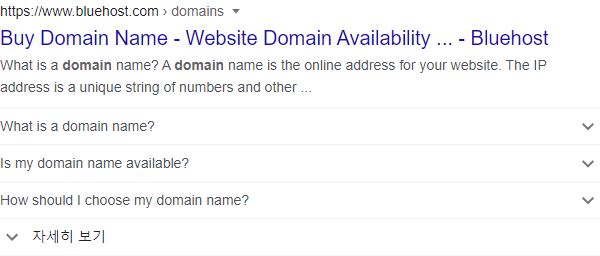 https://www.bluehost.com › domains
Buy Domain Name - Website Domain Availability ... - Bluehost
What is a domain name? A domain name is the online address for your website. The IP
address is a unique string of numbers and other ...
What is a domain name?
Is my domain name available?
How should I choose my domain name?
자세히 보기